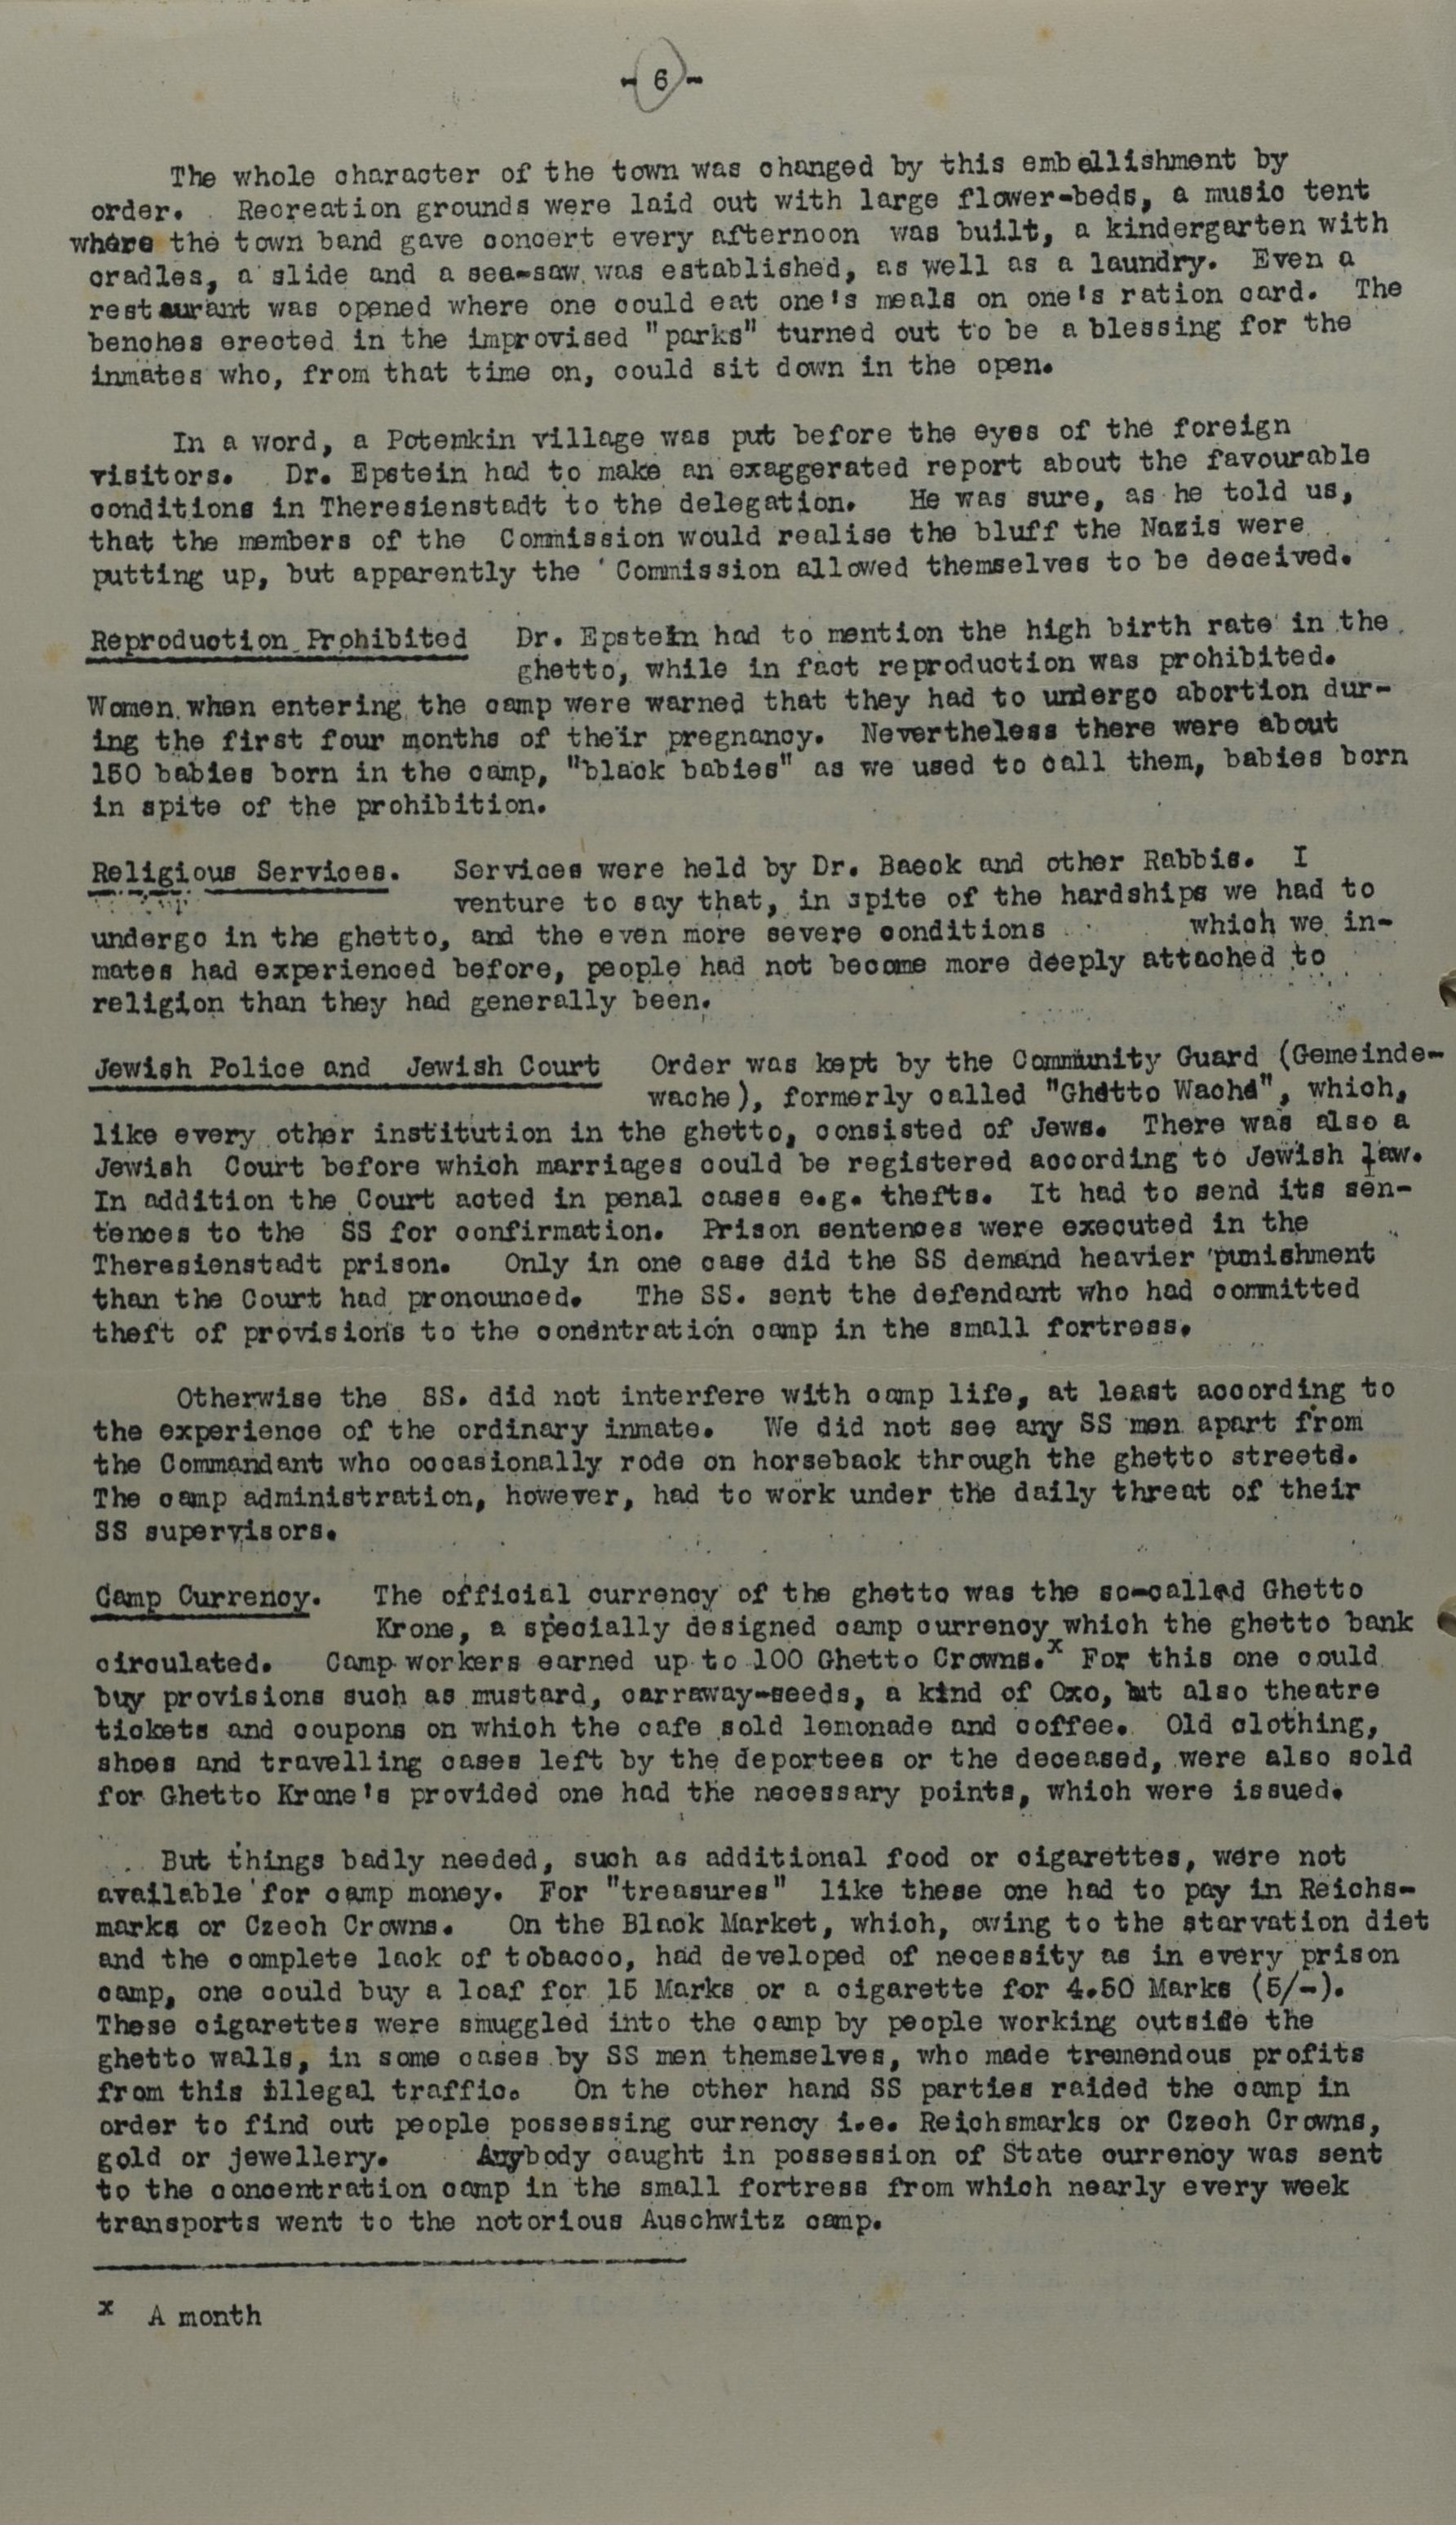 - 6 -
The whole character of the town was changed by this embellishment by
order. Recreation grounds were laid out with large flower-beds, a music tent
where the town band gave concert every afternoon was built, a kindergarten with
cradles, a slide and a sea-saw was established, as well as a laundry. Even a
restaurant was opened where one could eat one's meals on one's ration card. The
benches erected in the improvised "parks" turned out to be a blessing for the
inmates who, from that time on, could sit down in the open.
In a word, a Potemkin village was put before the eyes of the foreign
visitors. Dr. Epstein had to make an exaggerated report about the favourable
conditions in Theresienstadt to the delegation. He was sure, as he told us,
that the members of the Commission would realise the bluff the Nazis were
putting up, but apparently the Commission allowed themselves to be deceived.
Reproduction Prohibited Dr. Epstein had to mention the high birth rate in the
ghetto, while in fact reproduction was prohibited.
Women when entering the camp were warned that they had to undergo abortion dur-
ing the first four months of their pregnancy. Nevertheless there were about
150 babies born in the camp, "black babies" as we used to call them, babies born
in spite of the prohibition.
Religious Services. Services were held by Dr. Baeck and other Rabbis. I
venture to say that, in spite of the hardships we had to
undergo in the ghetto, and the even more severe conditions which we in-
mates had experienced before, people had not become more deeply attached to
religion than they had generally been.
Jewish Police and Jewish Court Order was kept by the Community Guard (Gemeinde-
wache), formerly called "Ghetto Wache", which,
like every other institution in the ghetto, consisted of Jews. There was also a
Jewish Court before which marriages could be registered according to Jewish law.
In addition the Court acted in penal cases e.g. thefts. It had to send its sen-
tences to the SS for confirmation. Prison sentences were executed in the
Theresienstadt prison. Only in one case did the SS demand heavier punishment
than the Court had pronounced. The SS. sent the defendant who had committed
theft of provisions to the conentration camp in the small fortress.
Otherwise the SS. did not interfere with camp life, at least according to
the experience of the ordinary inmate. We did not see any SS men apart from
the Commandant who occasionally rode on horseback through the ghetto streets.
The camp administration, however, had to work under the daily threat of their
SS supervisors.
Camp Currency. The official currency of the ghetto was the so-called Ghetto
Krone, a specially designed camp currency which the ghetto bank
circulated. Camp workers earned up to 100 Ghetto Crowns.x For this one could
buy provisions such as mustard, carraway-seeds, a kind of Oxo, but also theatre
tickets and coupons on which the cafe sold lemonade and coffee. Old clothing,
shoes and travelling cases left by the deportees or the deceased, were also sold
for Ghetto Krone's provided one had the necessary points, which were issued.
But things badly needed, such as additional food or cigarettes, were not
available for camp money. For "treasures" like these one had to pay in Reichs-
marks or Czech Crowns. On the Black Market, which, owing to the starvation diet
and the complete lack of tobacco, had developed of necessity as in every prison
camp, one could buy a loaf for 15 Marks or a cigarette for 4.50 Marks (5/-).
These cigarettes were smuggled into the camp by people working outside the
ghetto walls, in some cases by SS men themselves, who made tremendous profits
from this illegal traffic. On the other hand SS parties raided the camp in
order to find out people possessing currency i.e. Reichsmarks or Czech Crowns,
gold or jewellery. Anybody caught in possession of State currency was sent
to the concentration camp in the small fortress from which nearly every week
transports went to the notorious Auschwitz camp.
x A month